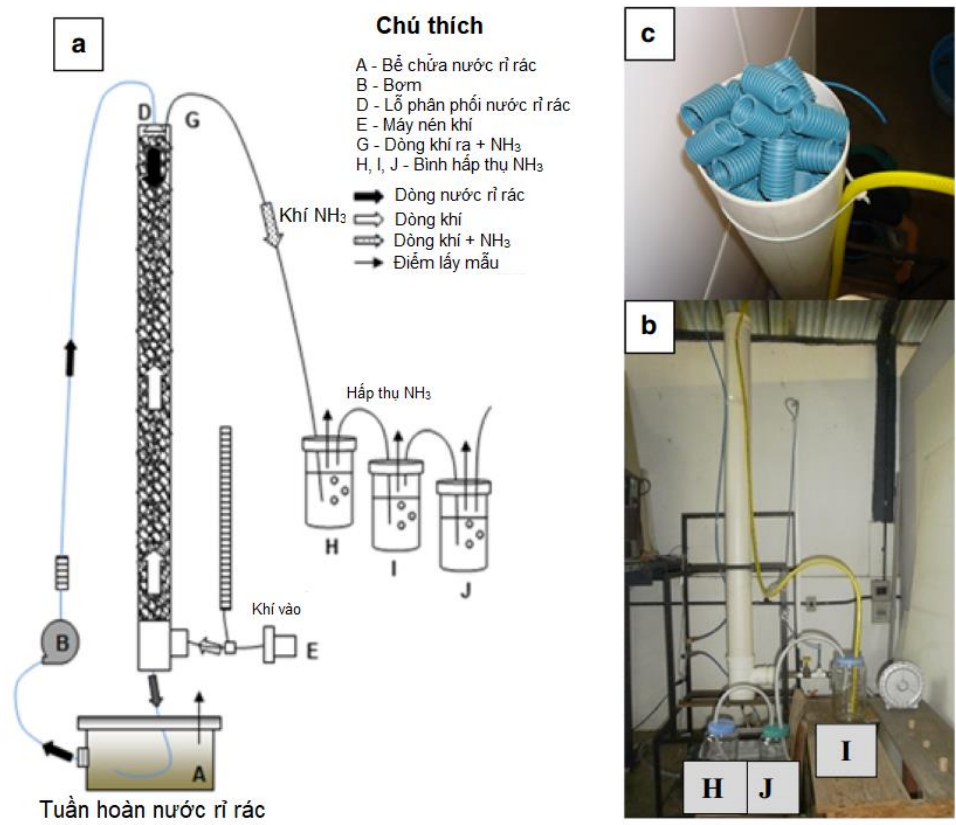 a
Chú thích
A - Bể chứa nước rỉ rác
B - Bơm
D - Lỗ phân phối nước rỉ rác
E - Máy nén khí
G - Dòng khí ra + NH₃
H, I, J - Bình hấp thụ NH₃
Dòng nước rỉ rác
Dòng khí
Dòng khí + NH₃
Điểm lấy mẫu
D
G
Khí NH₃
Hấp thụ NH₃
H
I
J
Khí vào
B
E
A
Tuần hoàn nước rỉ rác
c
b
H
J
I